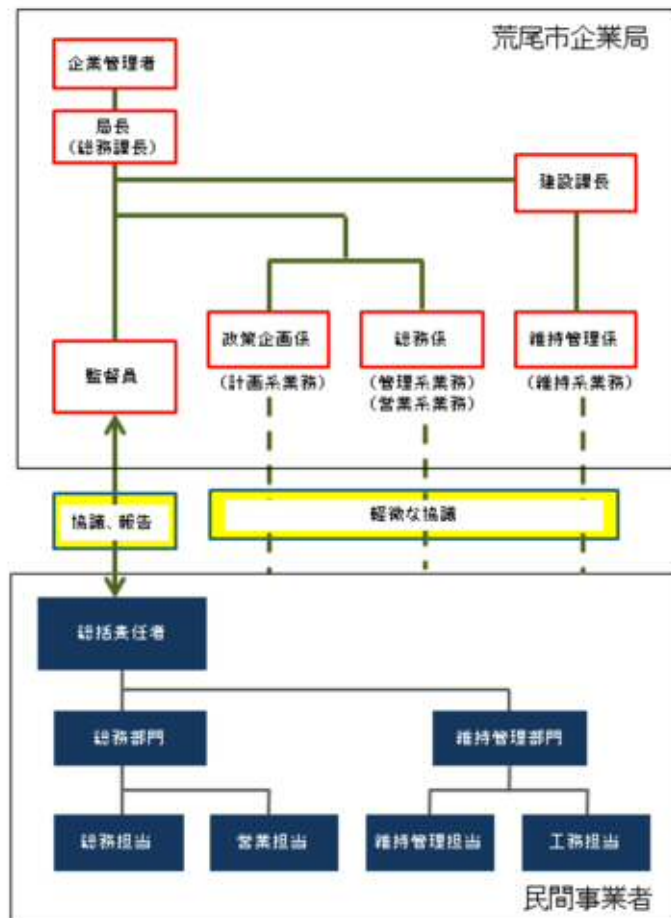 荒尾市企業局
企業管理者
局長
(総務課長)
建設課長
政策企画係
総務係
維持管理係
監督員
(計画系業務)
(管理系業務)
(維持系業務)
(営業系業務)
協議、報告
軽微な協議
総括責任者
総務部門
維持管理部門
総務担当
営業担当
維持管理担当
工務担当
民間事業者